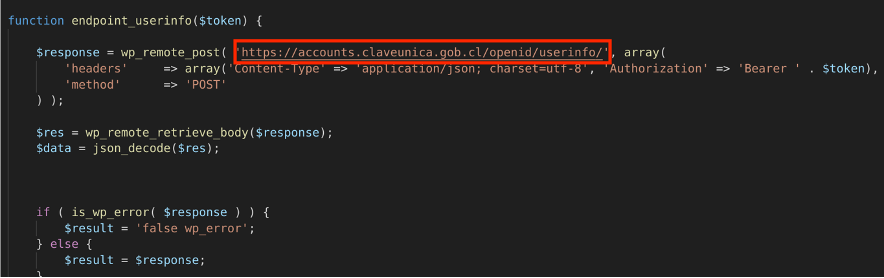 function endpoint_userinfo($token) {
$response = wp_remote_post( 'https://accounts.claveunica.gob.cl/openid/userinfo/', array(
'headers' => array('Content-Type' => 'application/json; charset=utf-8', 'Authorization' => 'Bearer ' . $token),
'method' => 'POST'
) );
$res = wp_remote_retrieve_body($response);
$data = json_decode($res);
if ( is_wp_error( $response ) ) {
$result = 'false wp_error';
} else {
$result = $response;
}